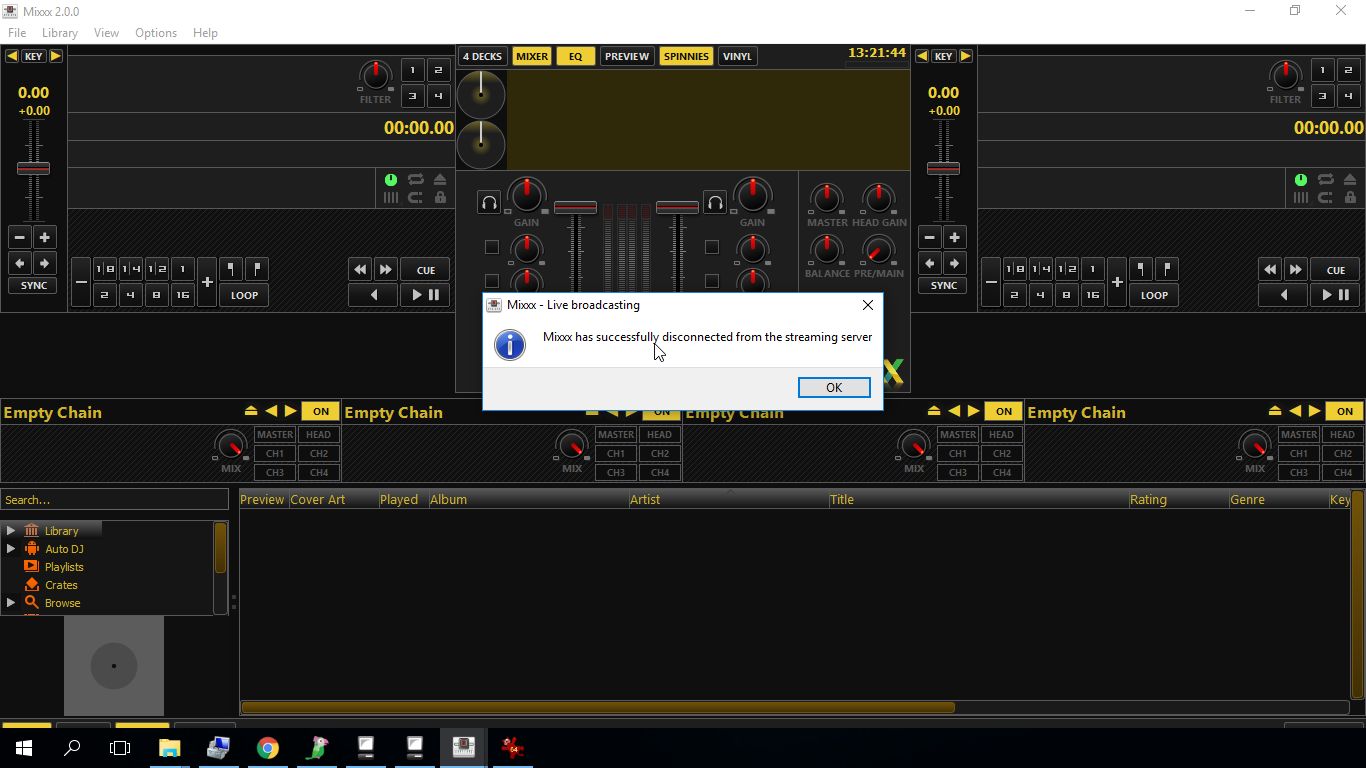 Mixxx 2.0.0
File Library View Options Help
KEY
0.00
+0.00
SYNC
FILTER
1 2
3 4
00:00.00
1|8 1|4 1|2 1
2 4 8 16
LOOP
CUE
4 DECKS MIXER EQ PREVIEW SPINNIES VINYL
13:21:44
GAIN
GAIN
MASTER HEAD GAIN
BALANCE PRE/MAIN
KEY
0.00
+0.00
SYNC
FILTER
1 2
3 4
00:00.00
1|8 1|4 1|2 1
2 4 8 16
LOOP
CUE
Mixxx - Live broadcasting
Mixxx has successfully disconnected from the streaming server
OK
X
Empty Chain ON Empty Chain ON Empty Chain ON Empty Chain ON
MASTER HEAD MASTER HEAD MASTER HEAD MASTER HEAD
CH1 CH2 CH1 CH2 CH1 CH2 CH1 CH2
MIX MIX MIX MIX
CH3 CH4 CH3 CH4 CH3 CH4 CH3 CH4
Search...
Preview Cover Art Played Album Artist Title Rating Genre Key
Library
Auto DJ
Playlists
Crates
Browse
64